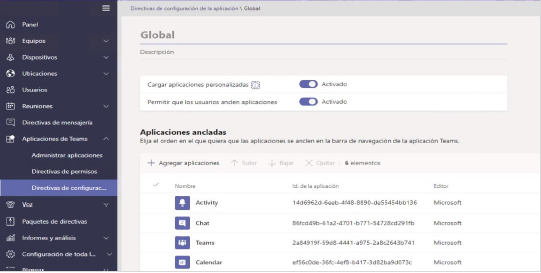 Directivas de configuración de la aplicación \ Global
Panel
Equipos
Dispositivos
Ubicaciones
Usuarios
Reuniones
Directivas de mensajería
Aplicaciones de Teams
Administrar aplicaciones
Directivas de permisos
Directivas de configurac...
Voz
Paquetes de directivas
Informes y análisis
Configuración de toda l...
Global
Descripción
Cargar aplicaciones personalizadas
Activado
Permitir que los usuarios anclen aplicaciones
Activado
Aplicaciones ancladas
Elija el orden en el que quiera que las aplicaciones se anclen en la barra de navegación de la aplicación Teams.
+ Agregar aplicaciones ↑ Subir ↓ Bajar × Quitar | 6 elementos
Nombre Id. de la aplicación Editor
Activity 14d6962d-6eeb-4f48-8890-de55454bb136 Microsoft
Chat 86fcd49b-61a2-4701-b771-54728cd291fb Microsoft
Teams 2a84919f-59d8-4441-a975-2a8c2643b741 Microsoft
Calendar ef56c0de-36fc-4ef8-b417-3d82ba9d073c Microsoft